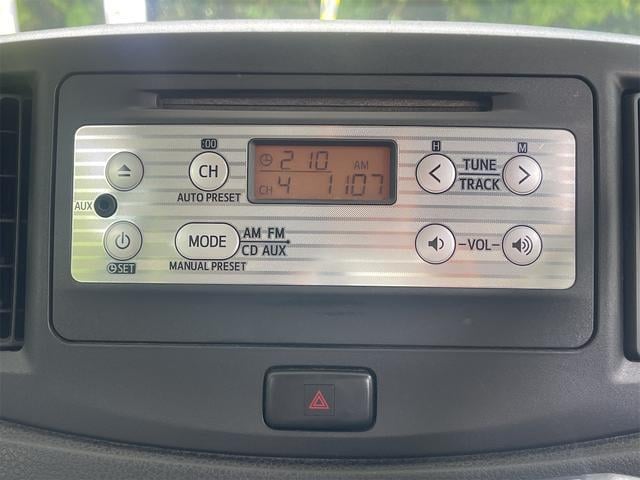 :00
H
M
CH
2 10 AM
CH 4 1107
<
TUNE
TRACK
>
AUTO PRESET
AUX
MODE
AM FM
CD AUX
-VOL-
SET
MANUAL PRESET